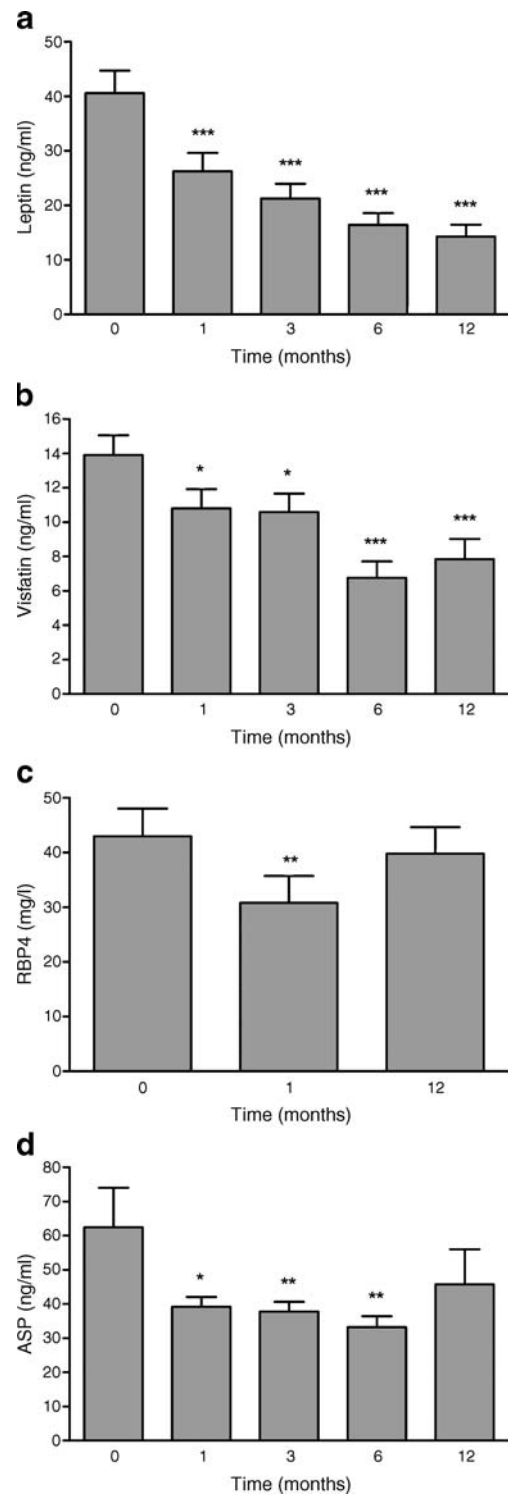 a
50
40
30
20
10
0
Leptin (ng/ml)
***
***
***
***
0 1 3 6 12
Time (months)
b
16
14
12
10
8
6
4
2
0
Visfatin (ng/ml)
*
*
***
***
0 1 3 6 12
Time (months)
c
50
40
30
20
10
0
RBP4 (mg/l)
**
0 1 12
Time (months)
d
80
70
60
50
40
30
20
10
0
ASP (ng/ml)
*
**
**
0 1 3 6 12
Time (months)